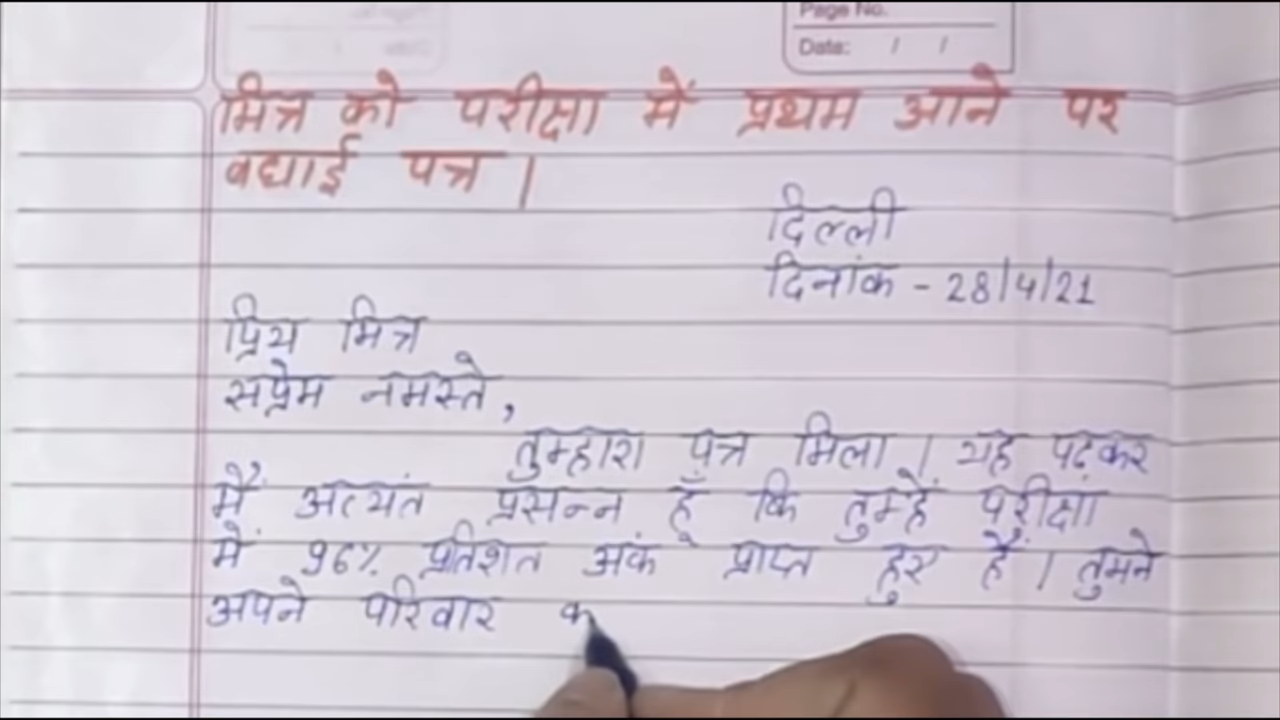 Page No.
Date: / /
मित्र को परीक्षा में प्रथम आने पर
बधाई पत्र |
दिल्ली
दिनांक - 28/4/21
प्रिय मित्र
सप्रेम नमस्ते,
तुम्हारा पत्र मिला | यह पढ़कर
मैं अत्यंत प्रसन्न हूँ कि तुम्हें परीक्षा
में 96% प्रतिशत अंक प्राप्त हुए हैं | तुमने
अपने परिवार